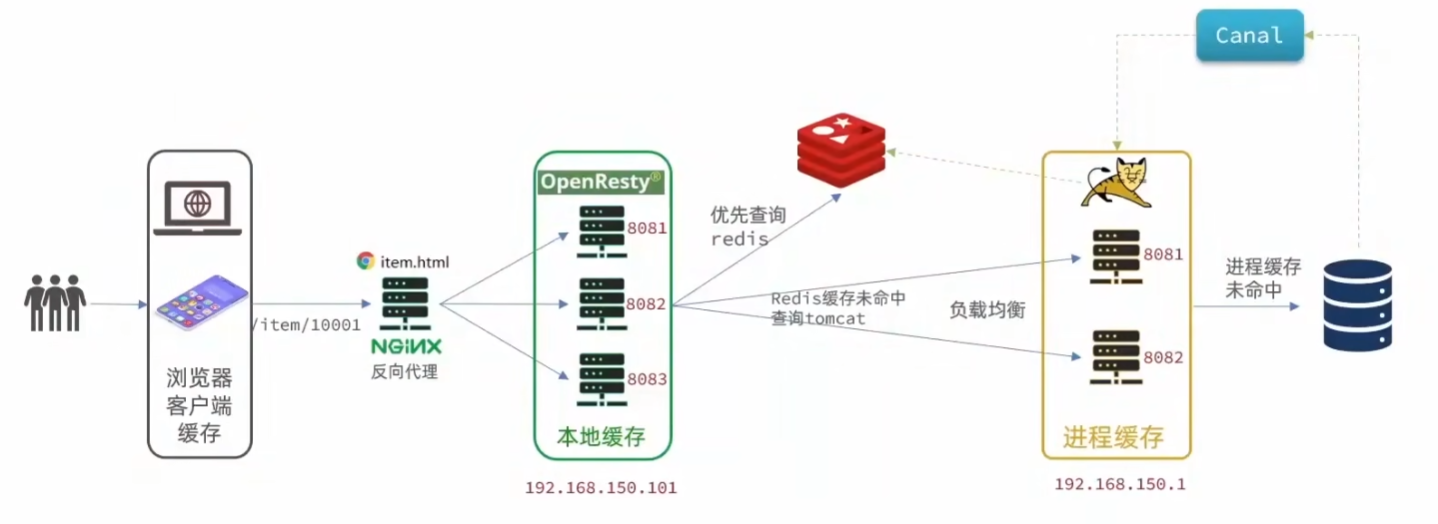 Canal
OpenResty®
8081
8082
8083
本地缓存
192.168.150.101
优先查询
redis
Redis缓存未命中
查询tomcat
负载均衡
8081
8082
进程缓存
192.168.150.1
进程缓存
未命中
item.html
/item/10001
NGiNX
反向代理
浏览器
客户端
缓存